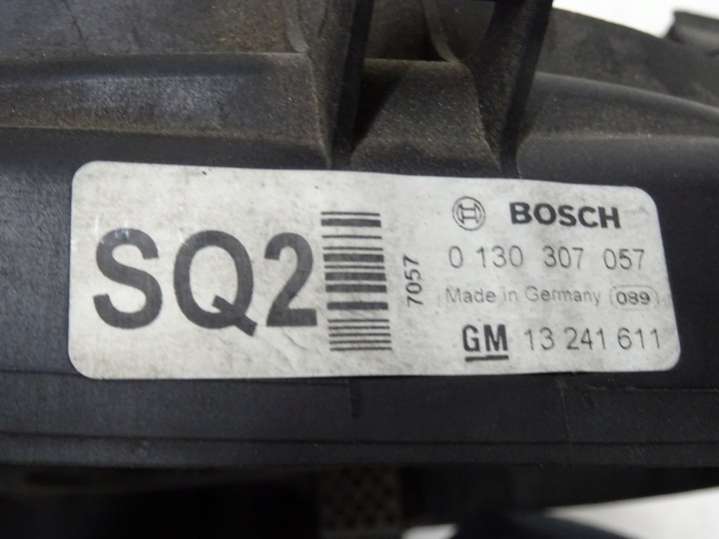 SQ2
7057
BOSCH
0 130 307 057
Made in Germany 089
GM 13 241 611